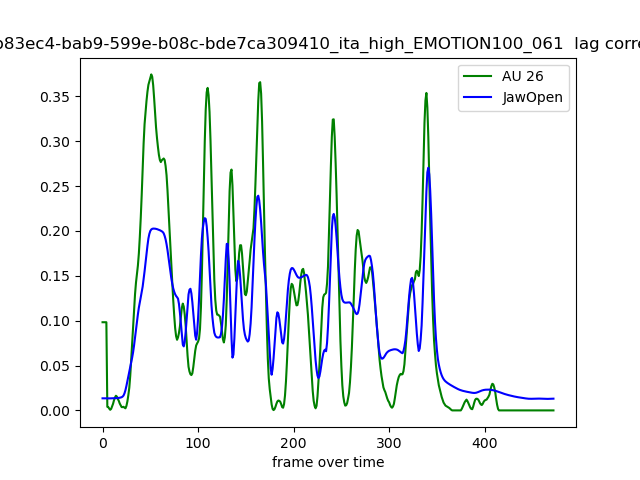 b83ec4-bab9-599e-b08c-bde7ca309410_ita_high_EMOTION100_061 lag corre
AU 26
JawOpen
0.35
0.30
0.25
0.20
0.15
0.10
0.05
0.00
0 100 200 300 400
frame over time